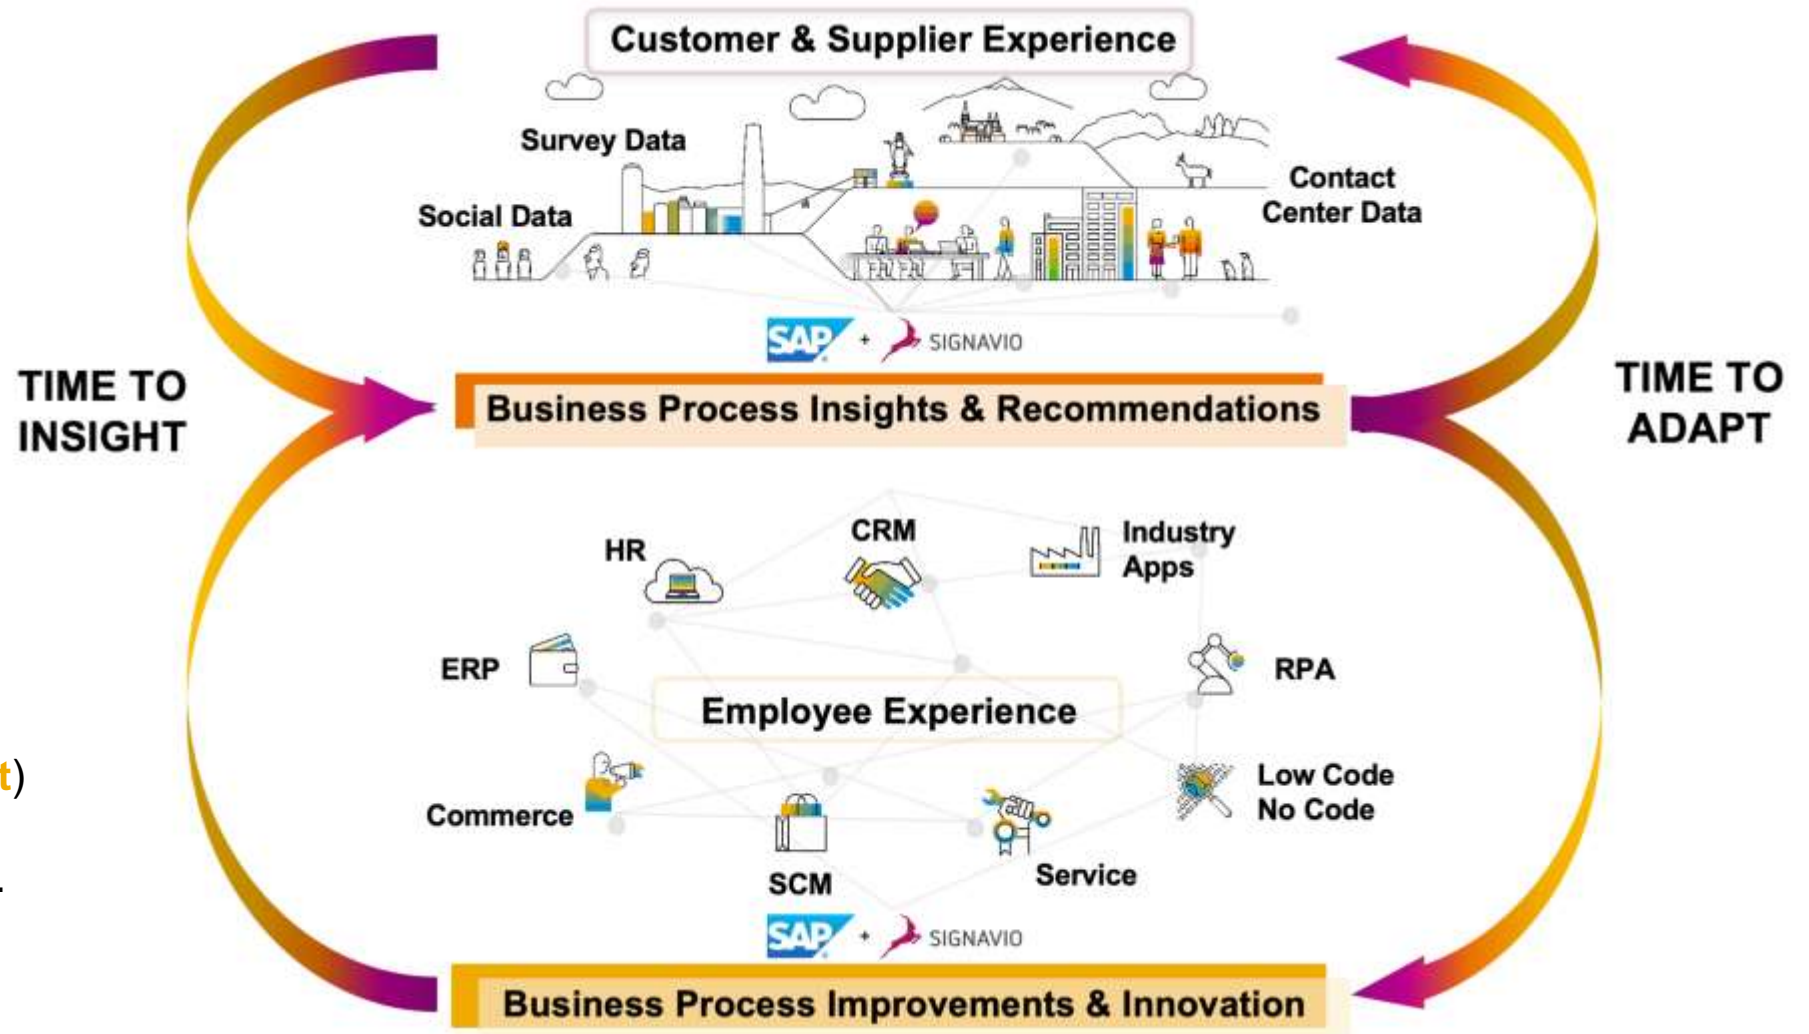 Customer & Supplier Experience
Survey Data
Social Data
Contact
Center Data
SAP + SIGNAVIO
TIME TO
INSIGHT
Business Process Insights & Recommendations
TIME TO
ADAPT
HR
CRM
Industry
Apps
ERP
RPA
Employee Experience
t)
Commerce
Low Code
No Code
.
SCM
Service
SAP + SIGNAVIO
Business Process Improvements & Innovation